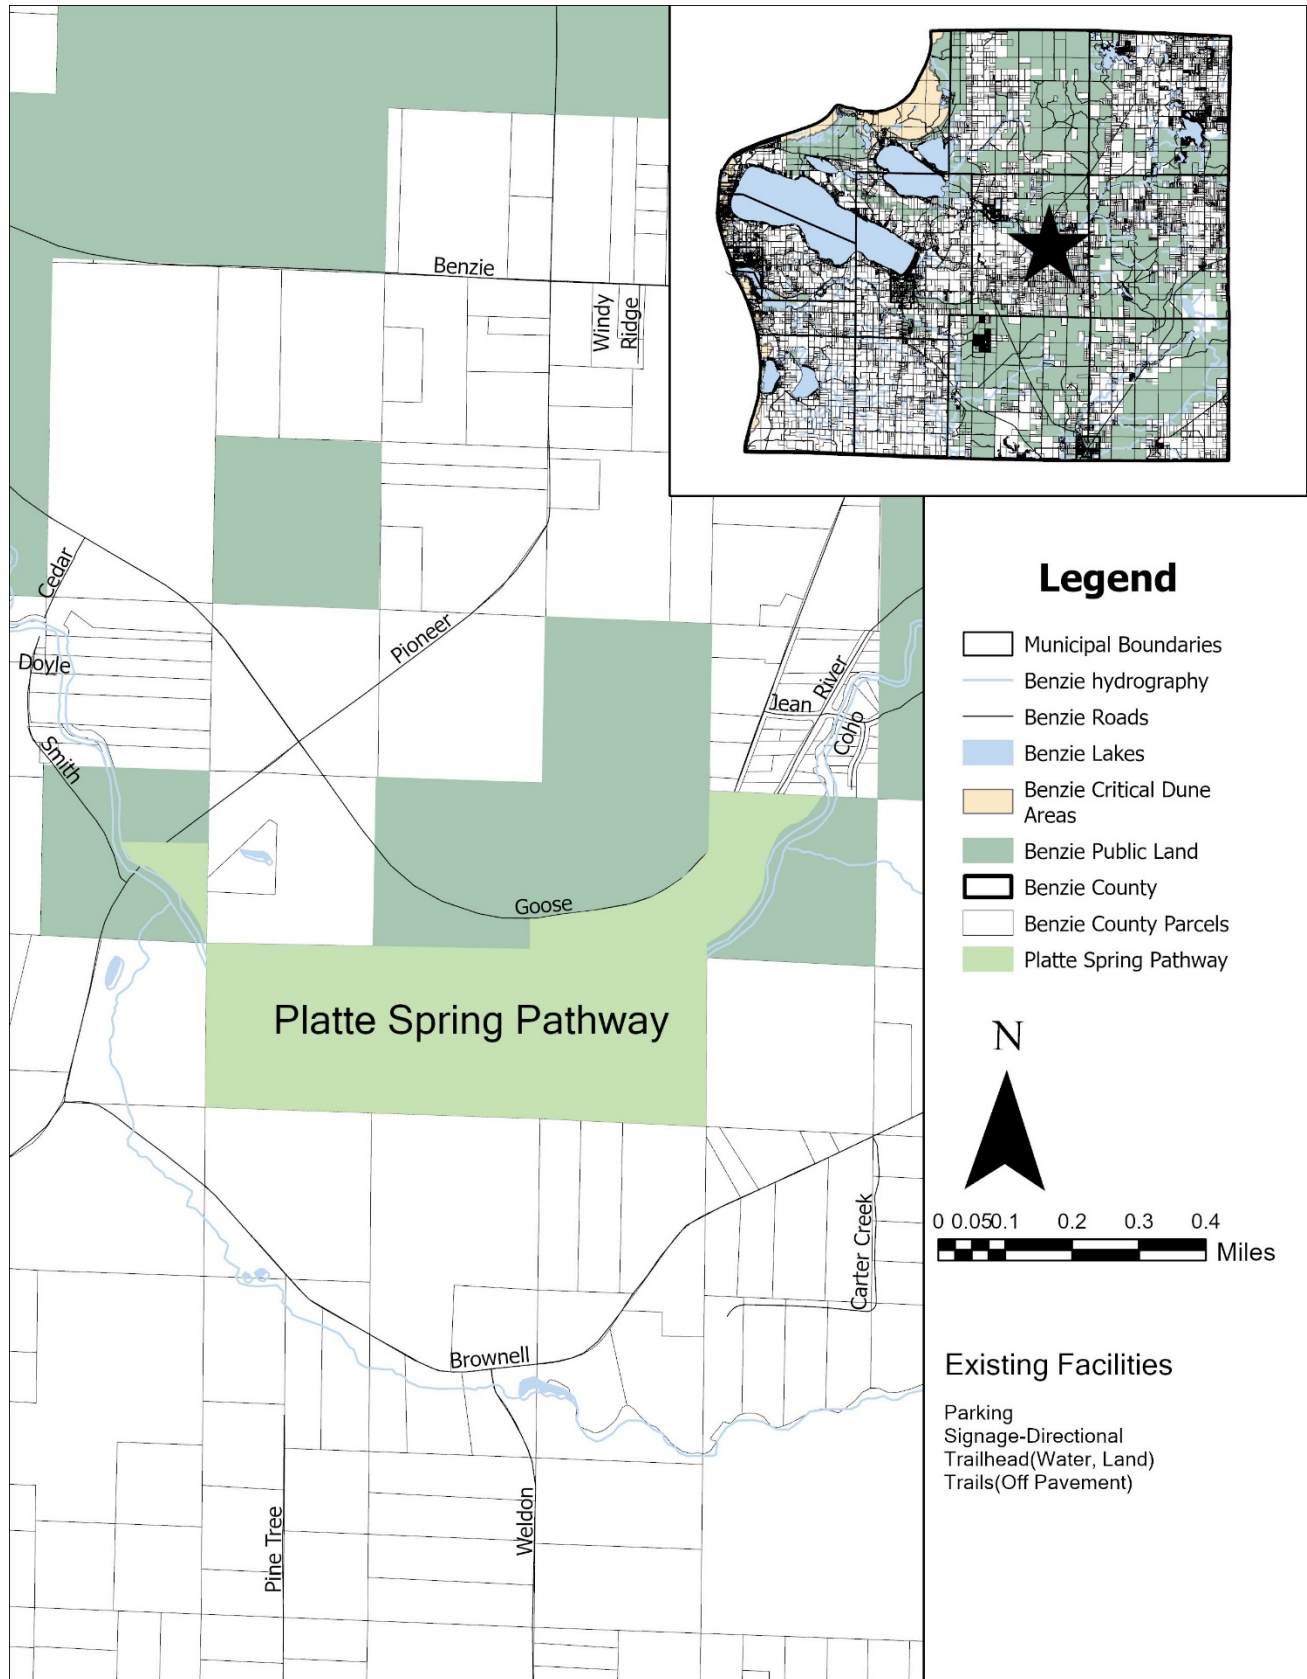 Benzie
Windy
Ridge
Cedar
Doyle
Smith
Pioneer
Jean
River
Coho
Goose
Platte Spring Pathway
Carter Creek
Brownell
Pine Tree
Weldon
Legend
Municipal Boundaries
Benzie hydrography
Benzie Roads
Benzie Lakes
Benzie Critical Dune
Areas
Benzie Public Land
Benzie County
Benzie County Parcels
Platte Spring Pathway
N
0 0.05 0.1 0.2 0.3 0.4
Miles
Existing Facilities
Parking
Signage-Directional
Trailhead(Water, Land)
Trails(Off Pavement)